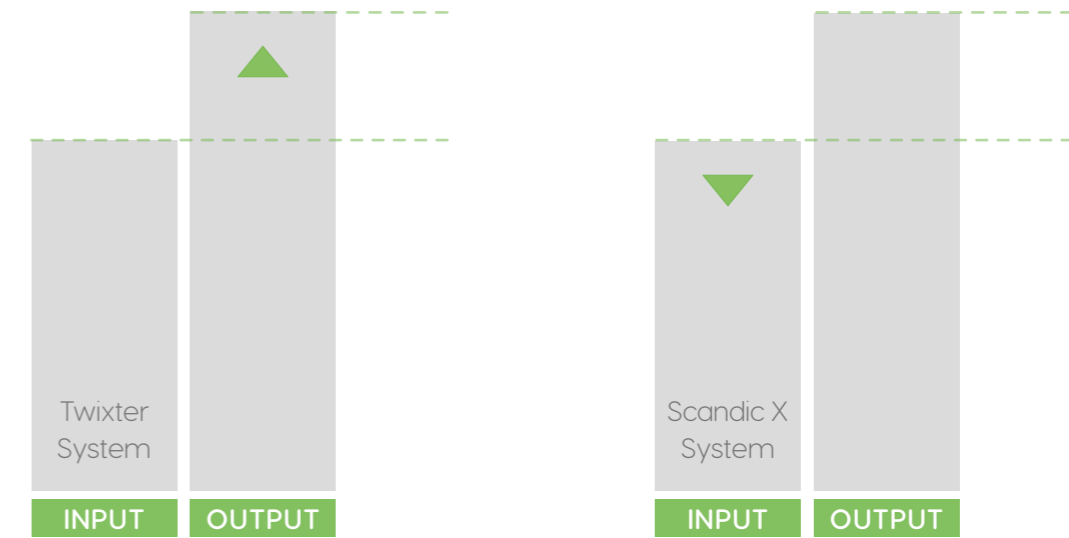 Twixter
System
INPUT
OUTPUT
Scandic X
System
INPUT
OUTPUT